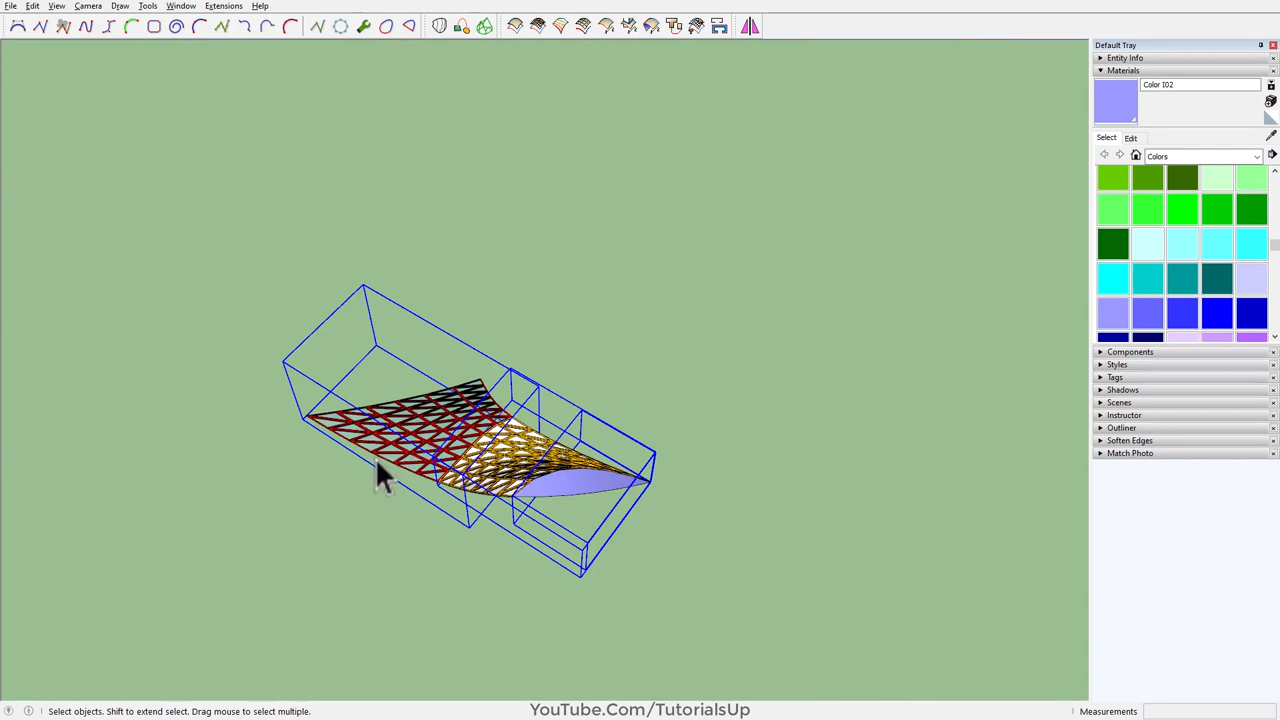 File Edit View Camera Draw Tools Window Extensions Help
Default Tray
Entity Info
Materials
Color I02
Select Edit
Colors
Components
Styles
Tags
Shadows
Scenes
Instructor
Outliner
Soften Edges
Match Photo
Select objects. Shift to extend select. Drag mouse to select multiple.
YouTube.Com/TutorialsUp
Measurements